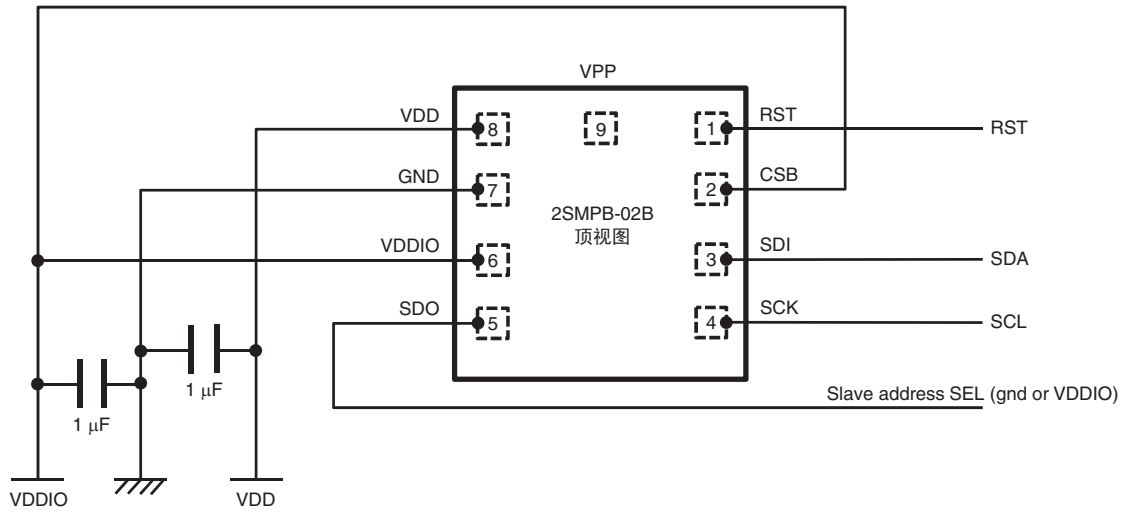 VPP
VDD
8
9
1
RST
RST
GND
7
2
CSB
2SMPB-02B
顶视图
VDDIO
6
3
SDI
SDA
SDO
5
4
SCK
SCL
1 μF
Slave address SEL (gnd or VDDIO)
1 μF
VDDIO
VDD